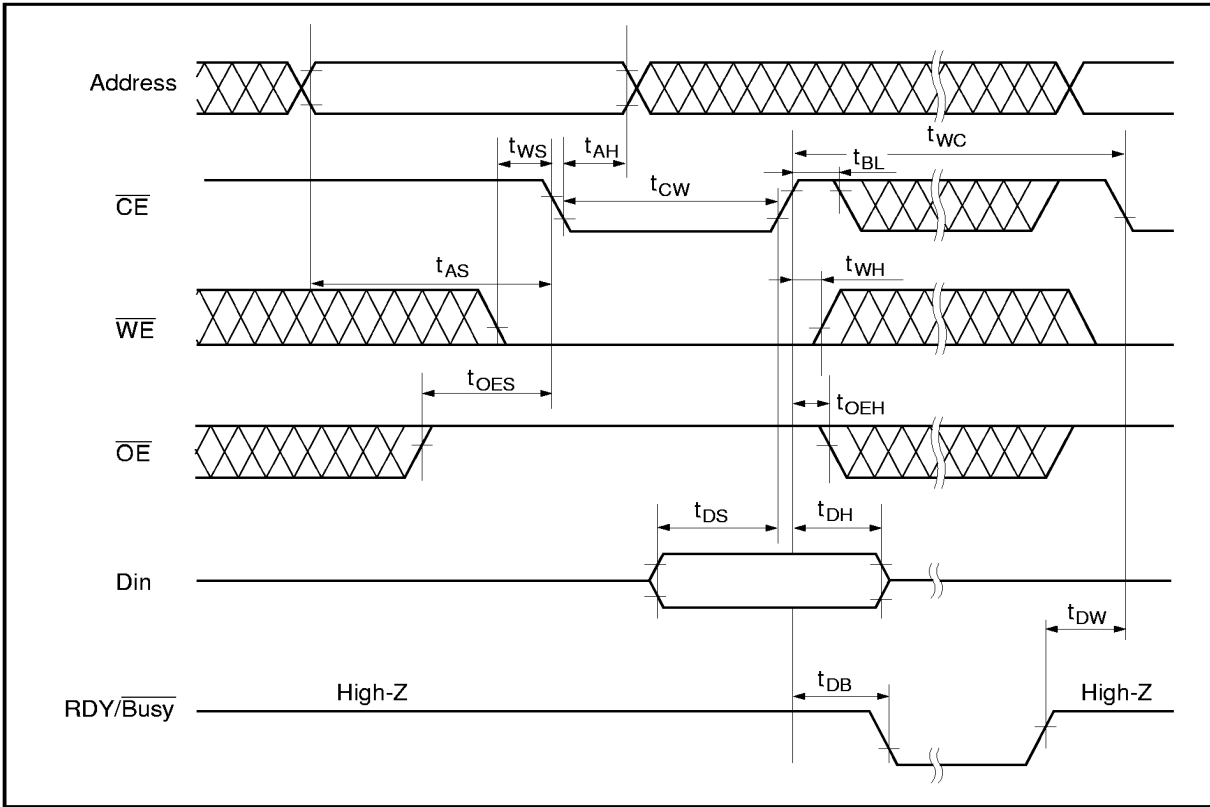 Address
tWS
tAH
tWC
tBL
CE
tCW
tAS
tWH
WE
tOES
tOEH
OE
tDS
tDH
Din
tDW
tDB
High-Z
High-Z
RDY/Busy